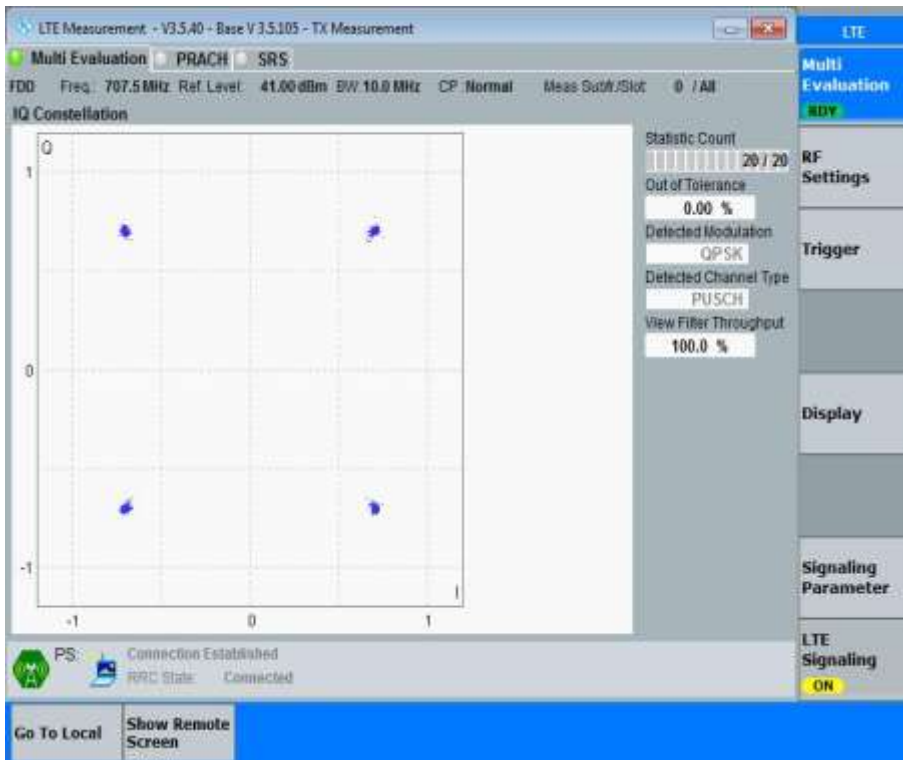 LTE Measurement - V3.5.40 - Base V 3.5.105 - TX Measurement
LTE
Multi Evaluation PRACH SRS
Multi
Evaluation
RDY
FDD Freq.: 707.5 MHz Ref. Level: 41.00 dBm BW: 10.0 MHz CP: Normal Meas Subfr./Slot: 0 / All
IQ Constellation
Q
1
0
-1
-1 0 1
I
Statistic Count
20 / 20
Out of Tolerance
0.00 %
Detected Modulation
QPSK
Detected Channel Type
PUSCH
View Filter Throughput
100.0 %
RF
Settings
Trigger
Display
Signaling
Parameter
LTE
Signaling
ON
PS: Connection Established
RRC State: Connected
Go To Local
Show Remote
Screen